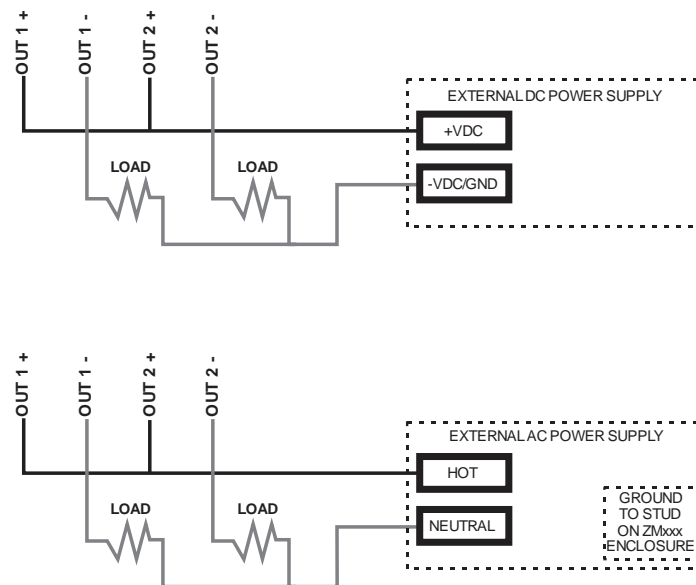 OUT 1 +
OUT 1 -
OUT 2 +
OUT 2 -
EXTERNAL DC POWER SUPPLY
+VDC
LOAD
LOAD
-VDC/GND
OUT 1 +
OUT 1 -
OUT 2 +
OUT 2 -
EXTERNAL AC POWER SUPPLY
HOT
LOAD
LOAD
NEUTRAL
GROUND
TO STUD
ON ZMxxx
ENCLOSURE